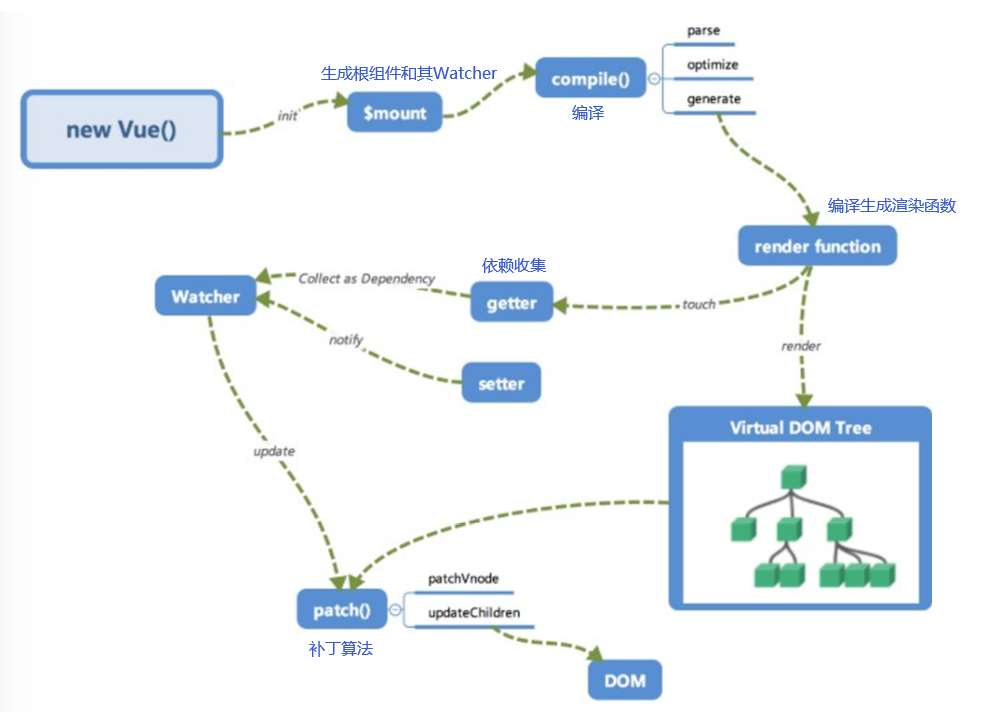 parse
生成根组件和其Watcher
optimize
compile()
generate
$mount
init
编译
new Vue()
编译生成渲染函数
render function
依赖收集
Collect as Dependency
Watcher
getter
touch
notify
render
setter
Virtual DOM Tree
update
patchVnode
patch()
updateChildren
补丁算法
DOM